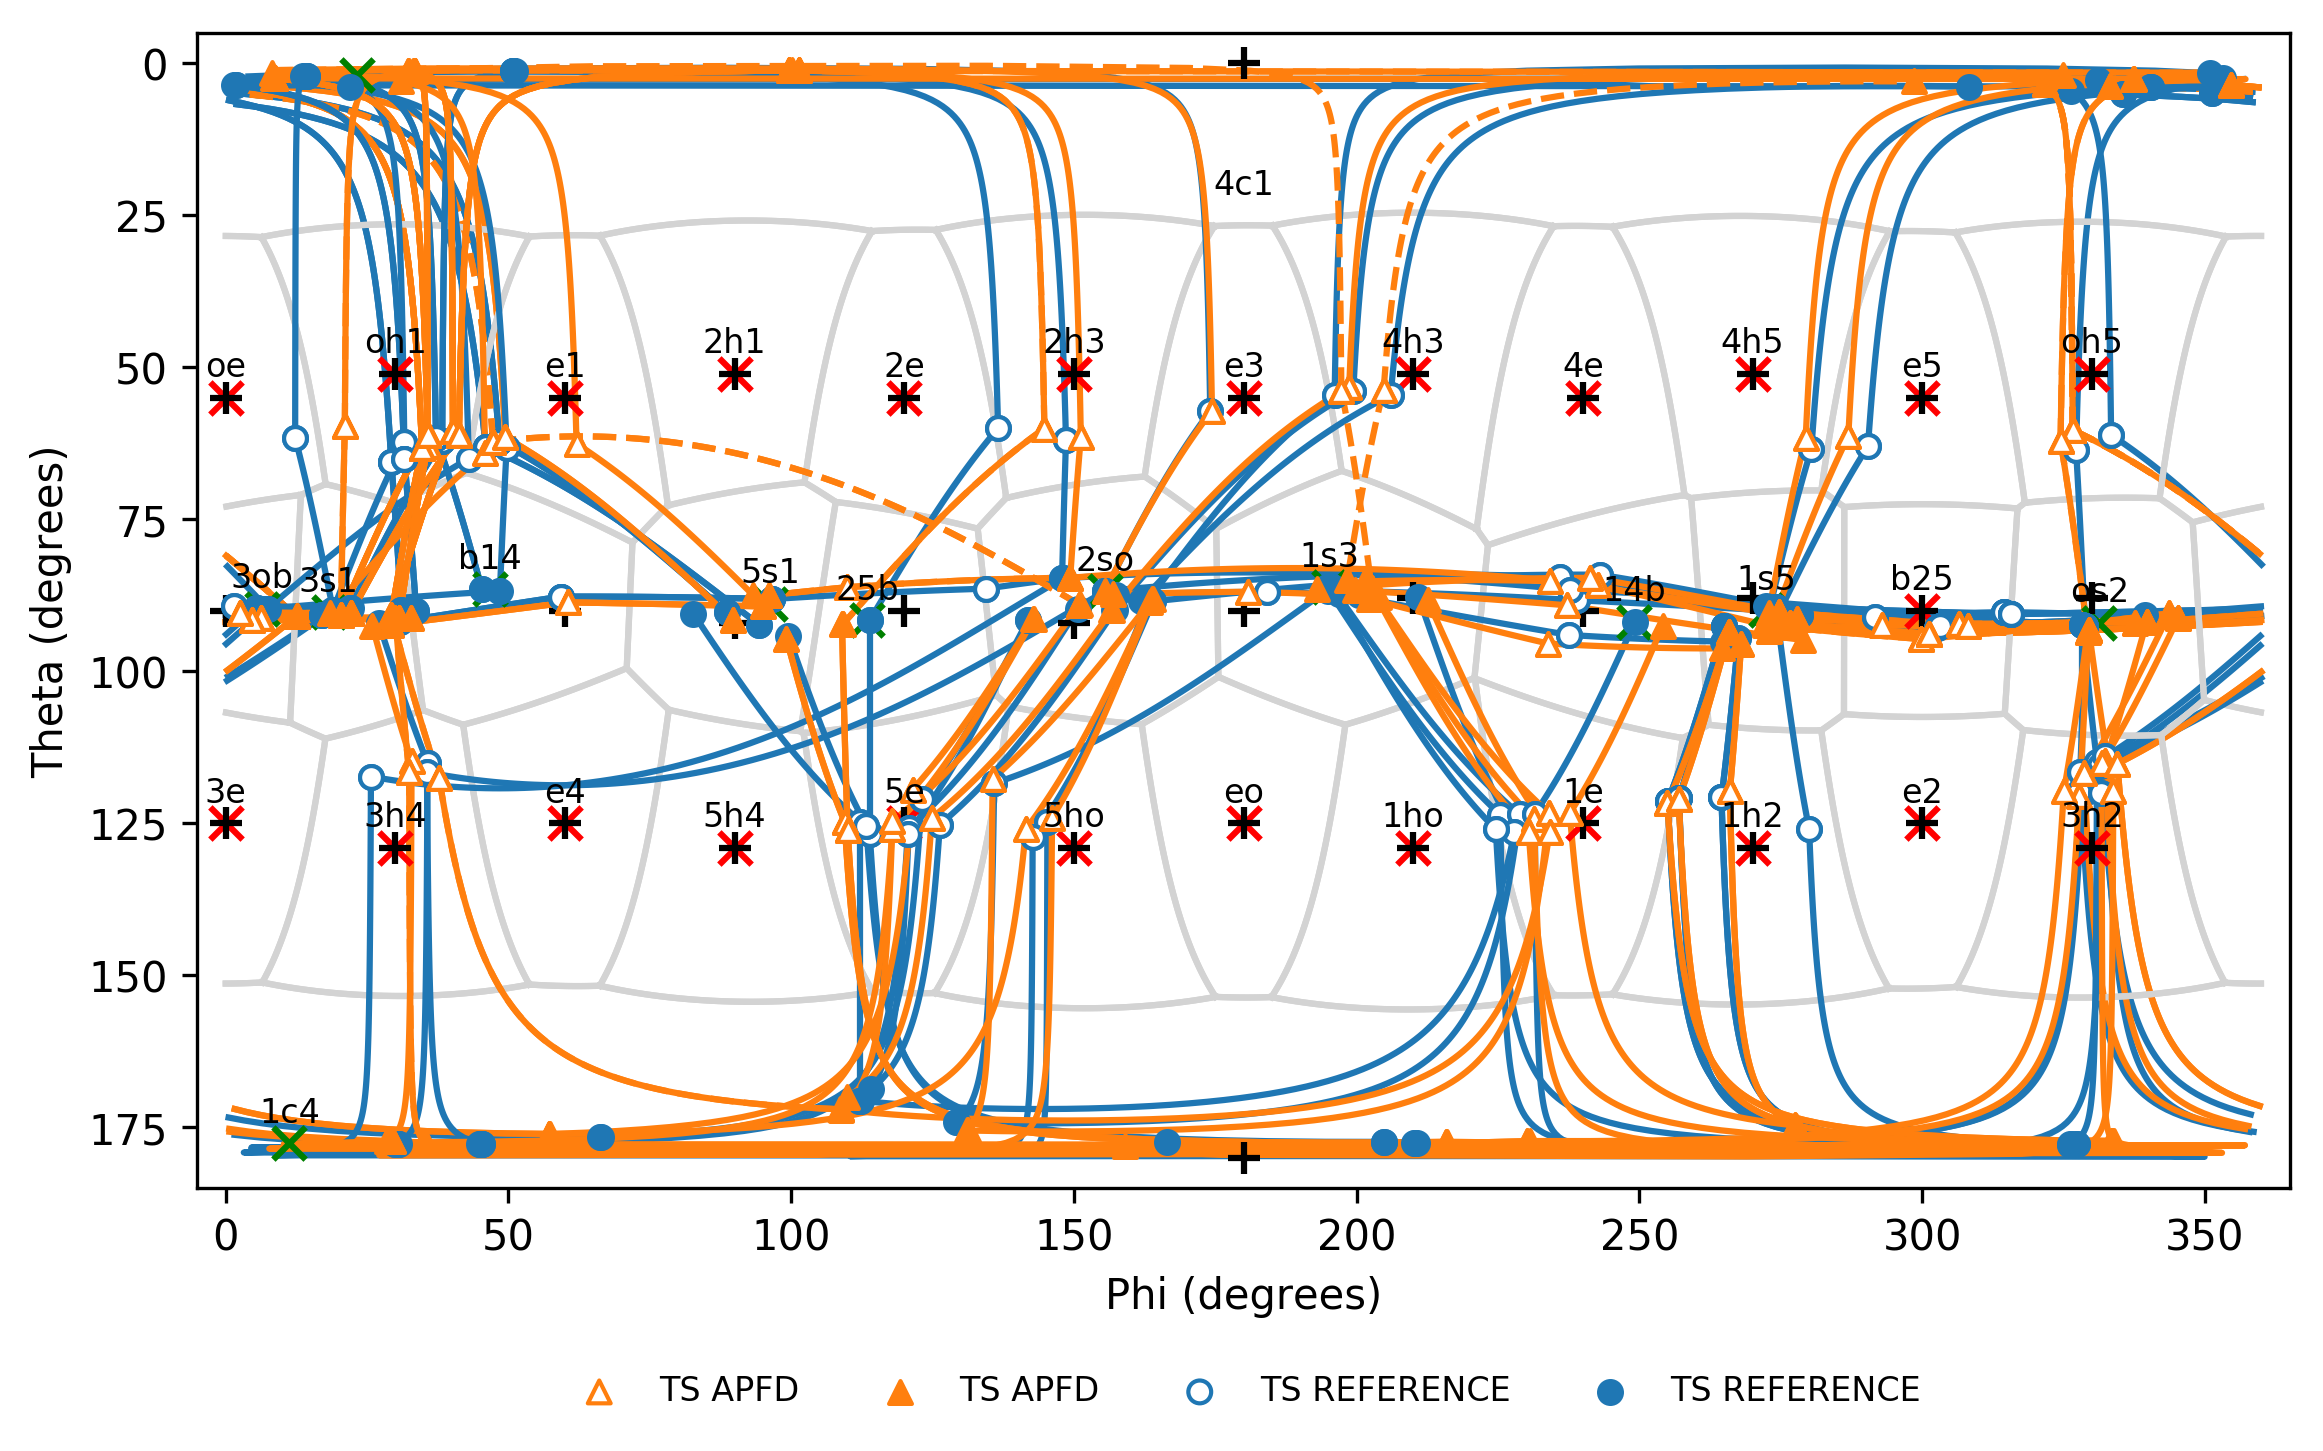 0
4c1
25
oh1 2h1 2h3 4h3 4h5 oh5
oe e1 2e e3 4e e5
50
75
3ob 3s1 b14 5s1 25b 2so 1s3 14b 1s5 b25 os2
100
3e e4 5e eo 1e e2
3h4 5h4 5ho 1ho 1h2 3h2
125
150
1c4
175
Theta (degrees)
0 50 100 150 200 250 300 350
Phi (degrees)
TS APFD TS APFD TS REFERENCE TS REFERENCE